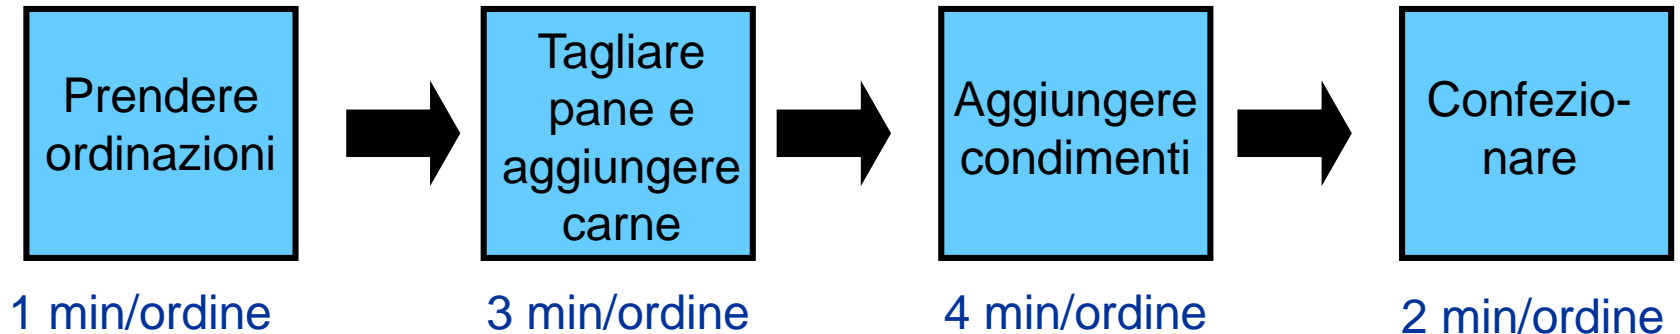 Prendere
ordinazioni
Tagliare
pane e
aggiungere
carne
Aggiungere
condimenti
Confezio-
nare
1 min/ordine
3 min/ordine
4 min/ordine
2 min/ordine